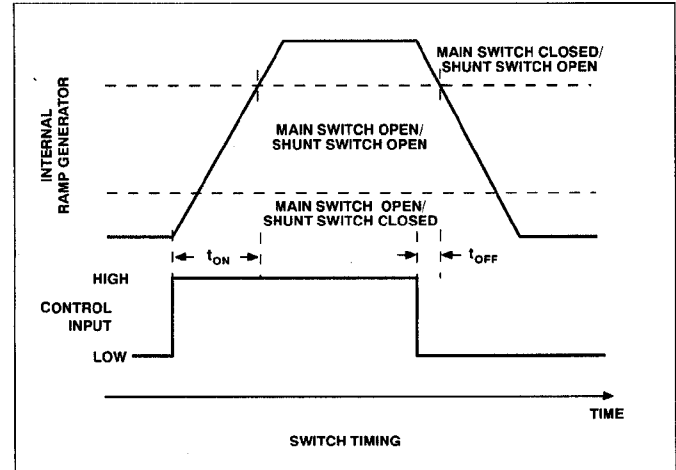 MAIN SWITCH CLOSED/
SHUNT SWITCH OPEN
INTERNAL
RAMP GENERATOR
MAIN SWITCH OPEN/
SHUNT SWITCH OPEN
MAIN SWITCH OPEN/
SHUNT SWITCH CLOSED
tON
tOFF
HIGH
CONTROL
INPUT
LOW
TIME
SWITCH TIMING